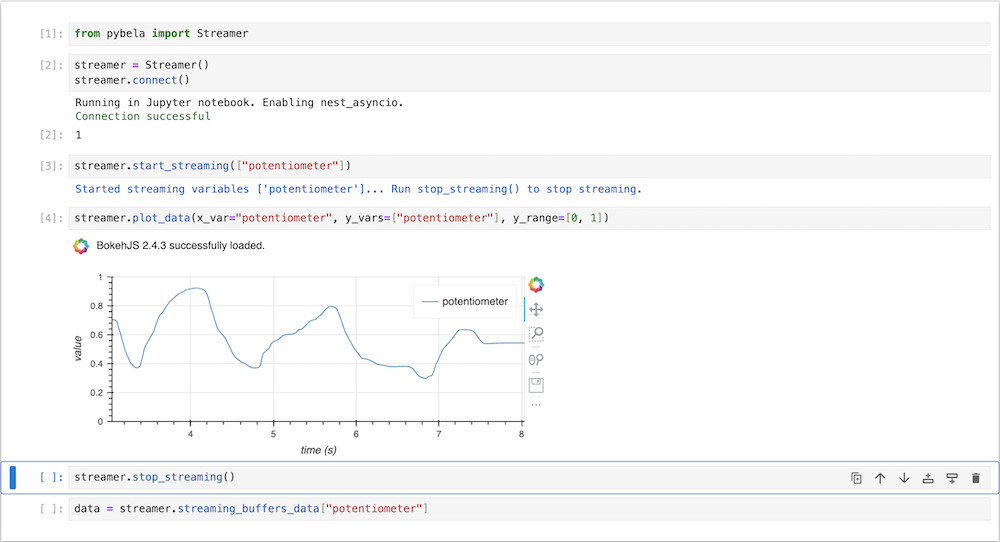 [1]: from pybela import Streamer
[2]: streamer = Streamer()
streamer.connect()
Running in Jupyter notebook. Enabling nest_asyncio.
Connection successful
[2]: 1
[3]: streamer.start_streaming(["potentiometer"])
Started streaming variables ['potentiometer']... Run stop_streaming() to stop streaming.
[4]: streamer.plot_data(x_var="potentiometer", y_vars=["potentiometer"], y_range=[0, 1])
BokehJS 2.4.3 successfully loaded.
1
0.8
0.6
0.4
0.2
0
value
potentiometer
4 5 6 7 8
time (s)
[ ]: streamer.stop_streaming()
[ ]: data = streamer.streaming_buffers_data["potentiometer"]